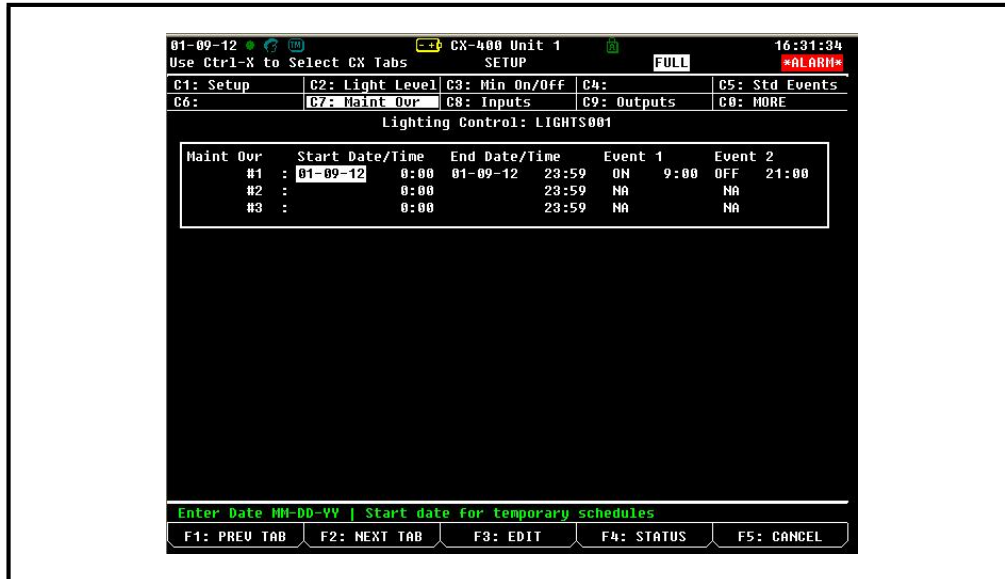 01-09-12 TM CX-400 Unit 1 16:31:34
Use Ctrl-X to Select CX Tabs SETUP FULL *ALARM*
C1: Setup C2: Light Level C3: Min On/Off C4: C5: Std Events
C6: C7: Maint Ovr C8: Inputs C9: Outputs C0: MORE
Lighting Control: LIGHTS001
Maint Ovr Start Date/Time End Date/Time Event 1 Event 2
#1 : 01-09-12 0:00 01-09-12 23:59 ON 9:00 OFF 21:00
#2 : 0:00 23:59 NA NA
#3 : 0:00 23:59 NA NA
Enter Date MM-DD-YY | Start date for temporary schedules
F1: PREV TAB F2: NEXT TAB F3: EDIT F4: STATUS F5: CANCEL